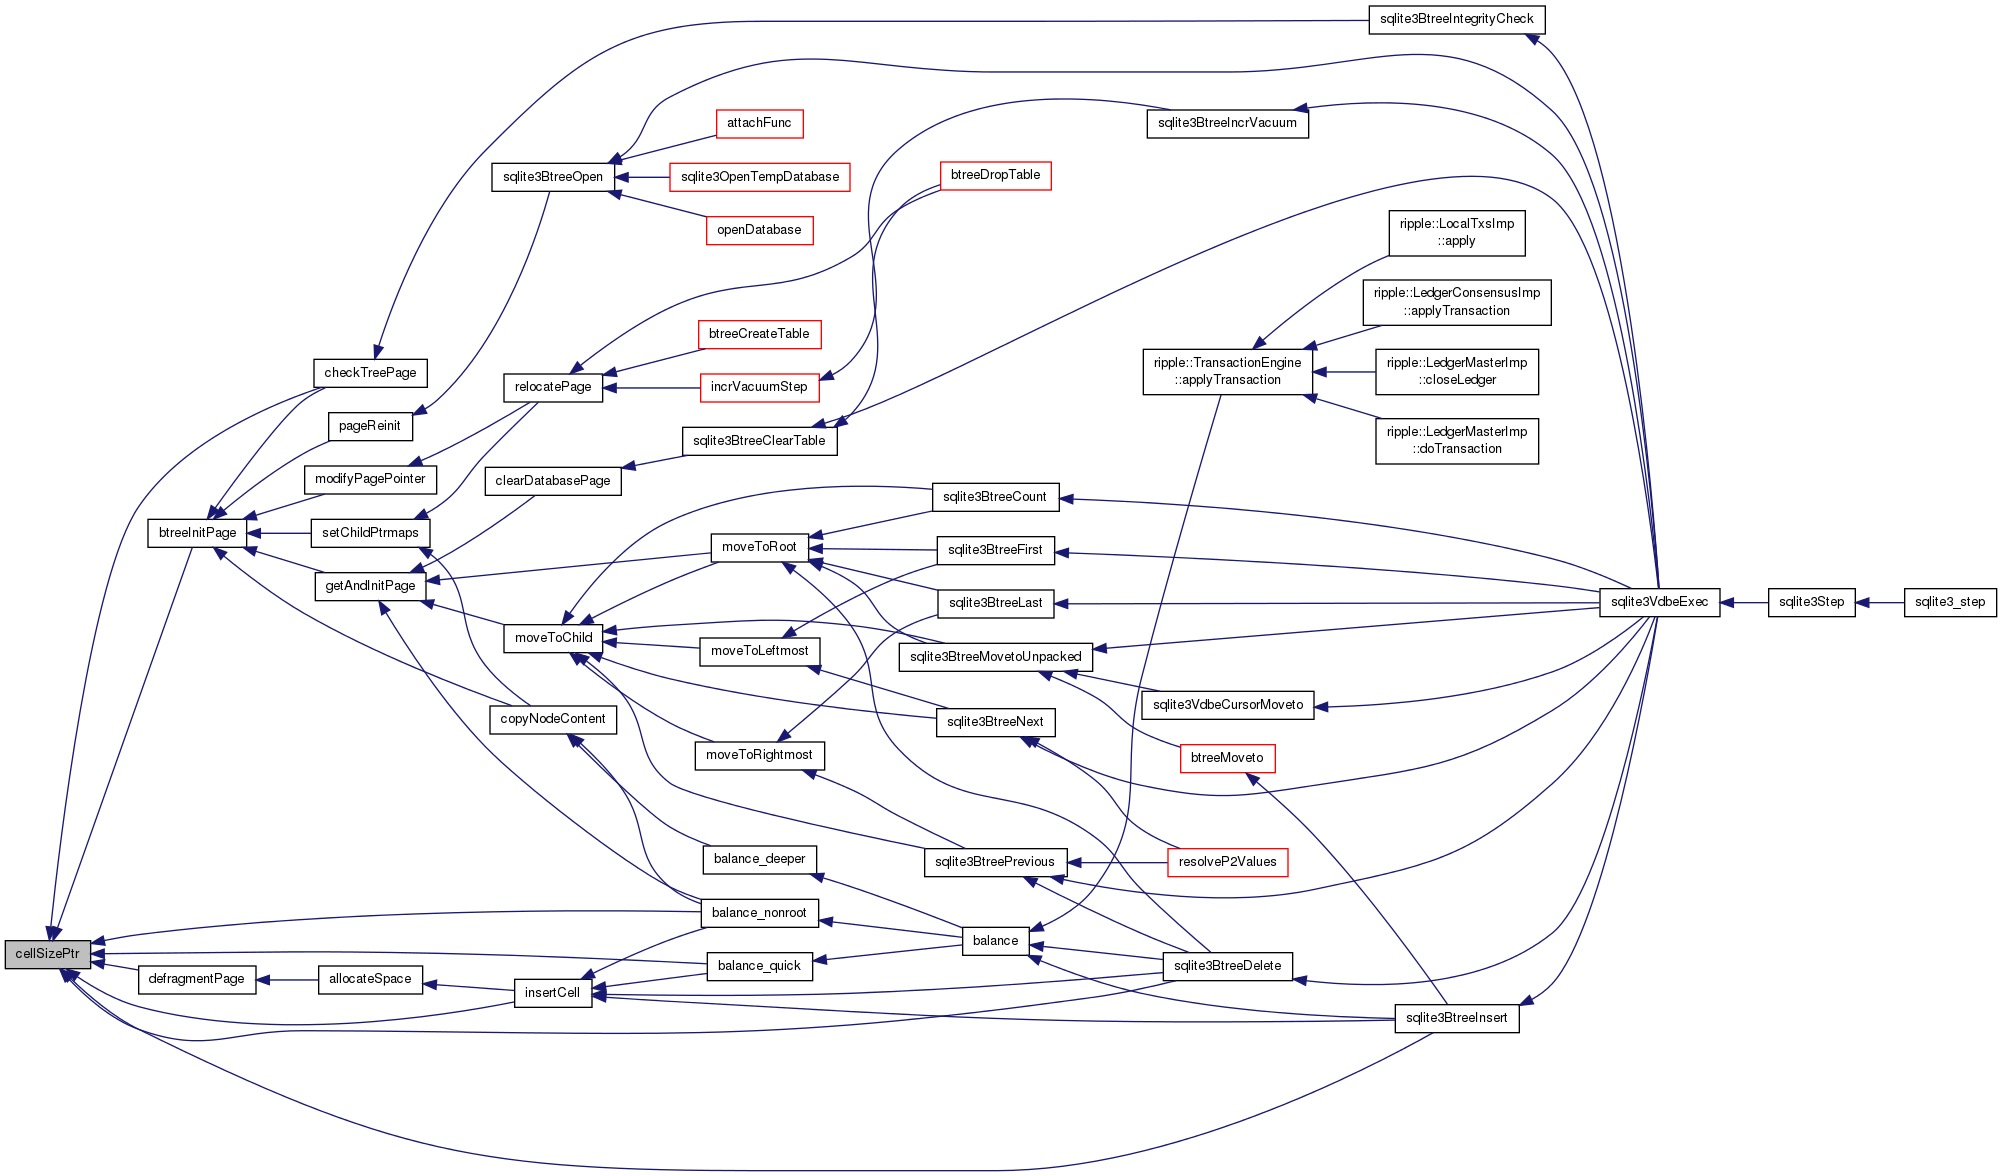 sqlite3BtreeIntegrityCheck
attachFunc
sqlite3BtreeIncrVacuum
sqlite3BtreeOpen
sqlite3OpenTempDatabase
btreeDropTable
openDatabase
ripple::LocalTxsImp
::apply
ripple::LedgerConsensusImp
::applyTransaction
btreeCreateTable
checkTreePage
relocatePage
incrVacuumStep
ripple::TransactionEngine
::applyTransaction
ripple::LedgerMasterImp
::closeLedger
pageReinit
sqlite3BtreeClearTable
ripple::LedgerMasterImp
::doTransaction
modifyPagePointer
clearDatabasePage
sqlite3BtreeCount
btreeInitPage
setChildPtrmaps
moveToRoot
sqlite3BtreeFirst
getAndInitPage
sqlite3BtreeLast
sqlite3VdbeExec
sqlite3Step
sqlite3_step
moveToChild
moveToLeftmost
sqlite3BtreeMovetoUnpacked
sqlite3VdbeCursorMoveto
copyNodeContent
sqlite3BtreeNext
moveToRightmost
btreeMoveto
balance_deeper
sqlite3BtreePrevious
resolveP2Values
balance_nonroot
cellSizePtr
balance
balance_quick
sqlite3BtreeDelete
defragmentPage
allocateSpace
insertCell
sqlite3BtreeInsert